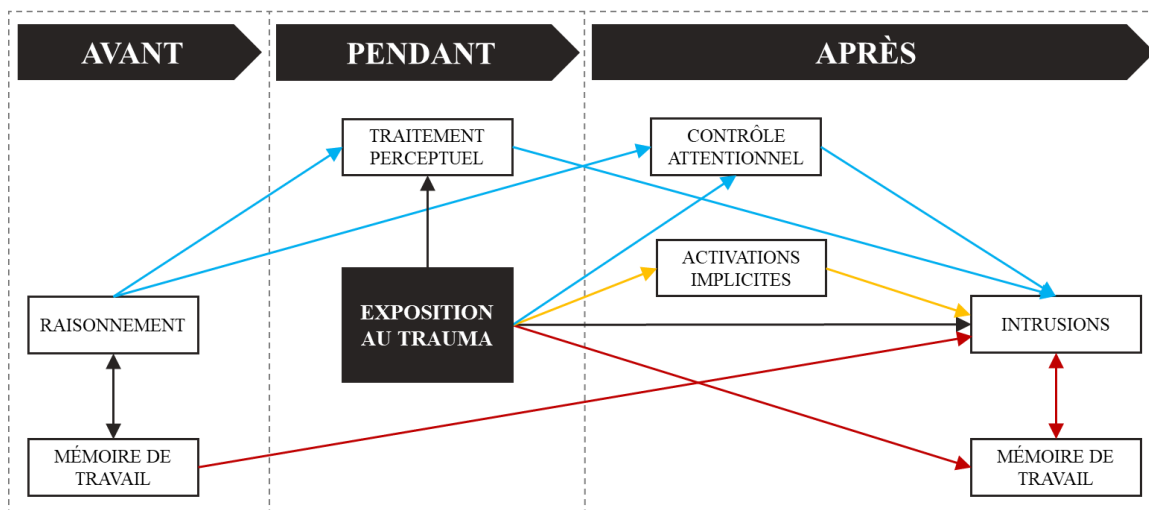 AVANT
PENDANT
APRÈS
TRAITEMENT
PERCEPTUEL
CONTRÔLE
ATTENTIONNEL
ACTIVATIONS
IMPLICITES
RAISONNEMENT
EXPOSITION
AU TRAUMA
INTRUSIONS
MÉMOIRE DE
TRAVAIL
MÉMOIRE DE
TRAVAIL